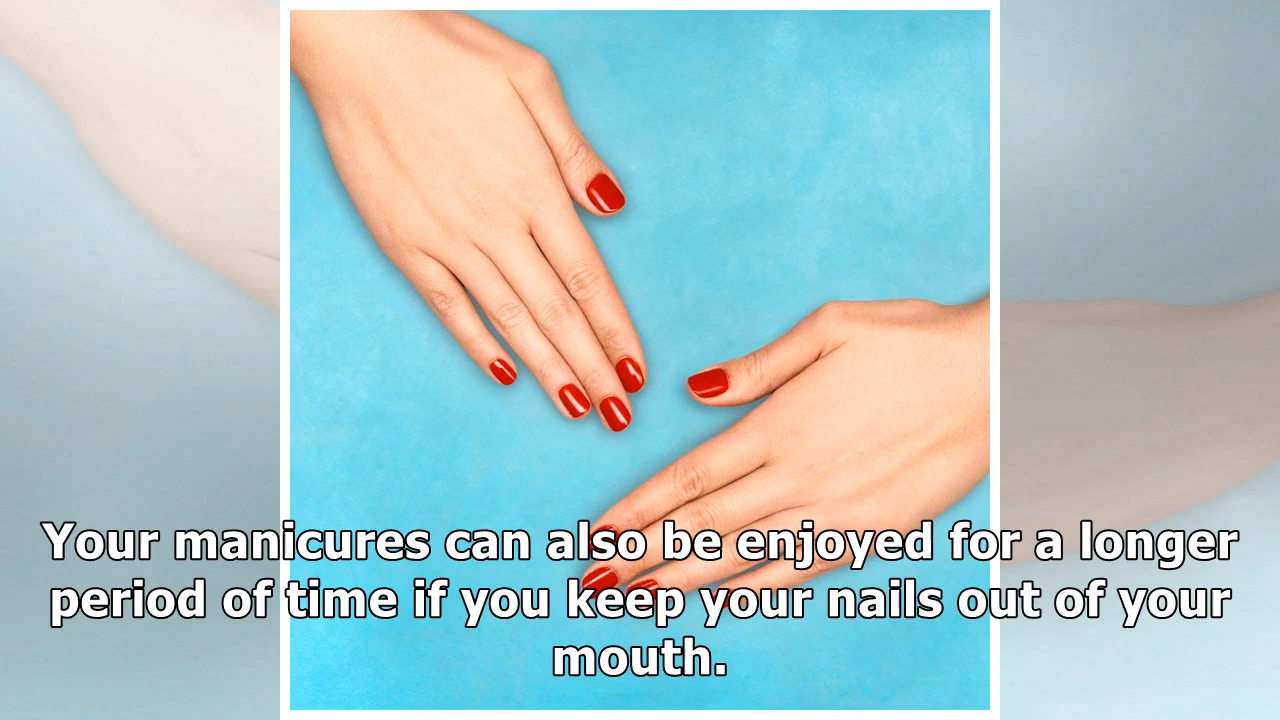 Your manicures can also be enjoyed for a longer
period of time if you keep your nails out of your
mouth.